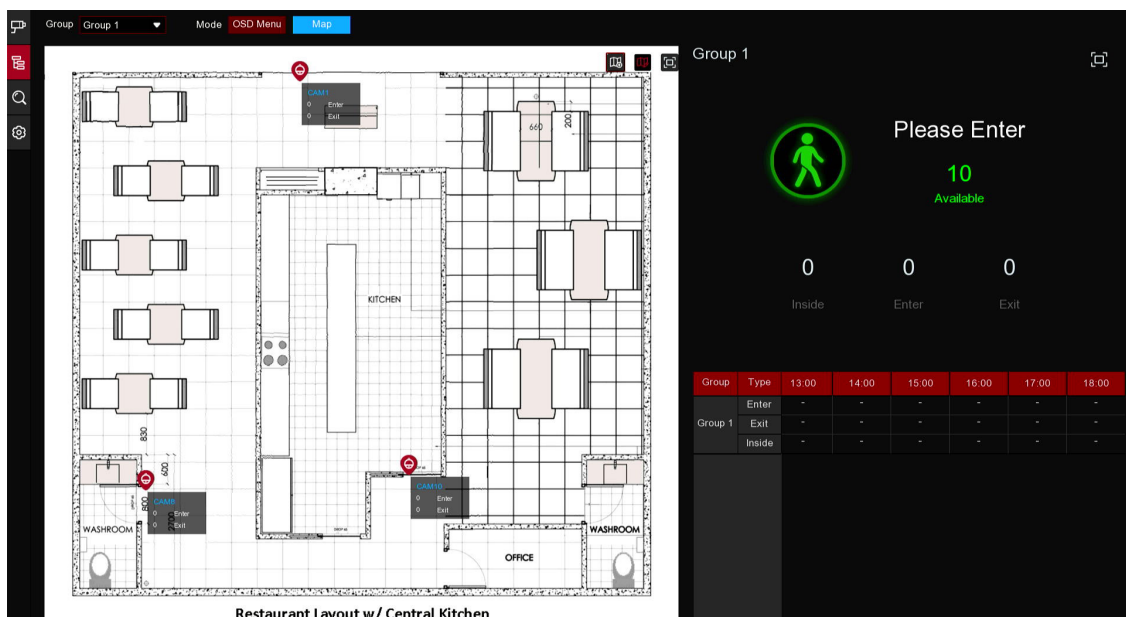 Group Group 1 Mode OSD Menu Map
Group 1
Please Enter
10
Available
0 0 0
Inside Enter Exit
Group Type 13:00 14:00 15:00 16:00 17:00 18:00
Enter - - - - - -
Group 1 Exit - - - - - -
Inside - - - - - -
CAM1
0 Enter
0 Exit
660
200
KITCHEN
830
600
CAM10
0 Enter
0 Exit
800
WASHROOM
0 Enter
0 Exit
OFFICE
WASHROOM
Restaurant Layout w/ Central Kitchen